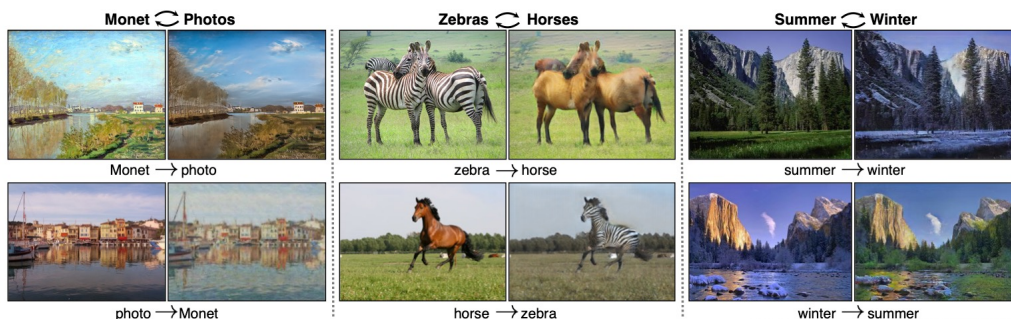 Monet Photos
Zebras Horses
Summer Winter
Monet → photo
zebra → horse
summer → winter
photo → Monet
horse → zebra
winter → summer